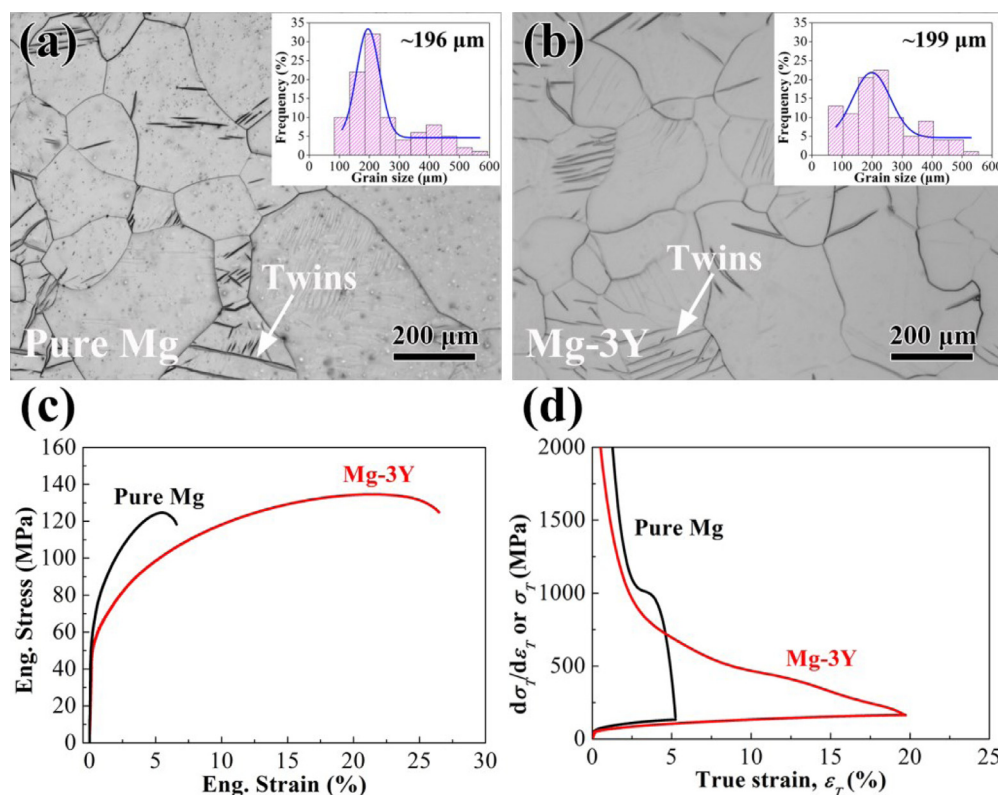 (a)
~196 μm
Frequency (%)
35
30
25
20
15
10
5
0
0 100 200 300 400 500 600
Grain size (μm)
Twins
Pure Mg
200 μm
(b)
~199 μm
Frequency (%)
35
30
25
20
15
10
5
0
0 100 200 300 400 500 600
Grain size (μm)
Twins
Mg-3Y
200 μm
(c)
Eng. Stress (MPa)
160
140
120
100
80
60
40
20
0
Pure Mg
Mg-3Y
0 5 10 15 20 25 30
Eng. Strain (%)
(d)
dσT/dεT or σT (MPa)
2000
1500
1000
500
0
Pure Mg
Mg-3Y
0 5 10 15 20 25
True strain, εT (%)